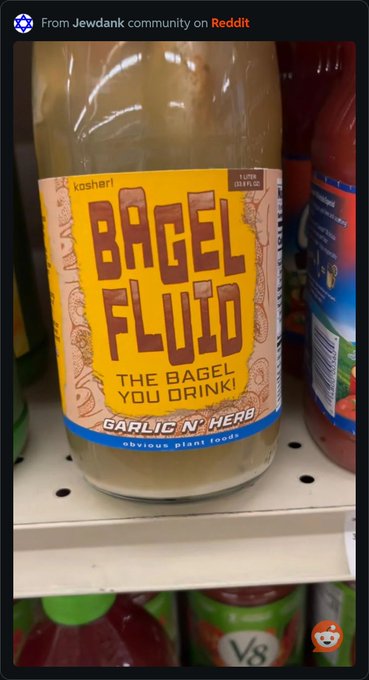 From Jewdank community on Reddit
kosher!
1 LITER
(33.8 FL OZ)
BAGEL
FLUID
THE BAGEL
YOU DRINK!
GARLIC N' HERB
obvious plant foods
V8